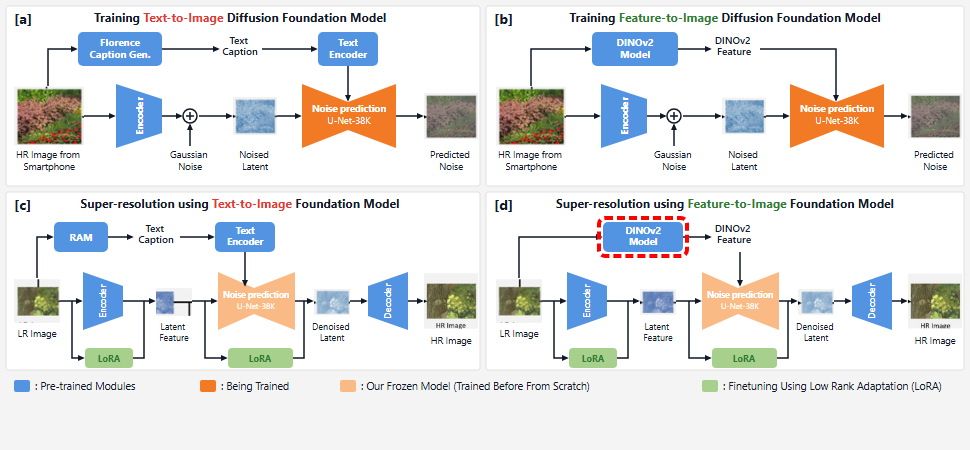 [a] Training Text-to-Image Diffusion Foundation Model
Florence
Caption Gen.
Text
Caption
Text
Encoder
Encoder
Noise prediction
U-Net-38K
HR Image from
Smartphone
Gaussian
Noise
Noised
Latent
Predicted
Noise
[b] Training Feature-to-Image Diffusion Foundation Model
DINOv2
Model
DINOv2
Feature
Encoder
Noise prediction
U-Net-38K
HR Image from
Smartphone
Gaussian
Noise
Noised
Latent
Predicted
Noise
[c] Super-resolution using Text-to-Image Foundation Model
RAM
Text
Caption
Text
Encoder
Encoder
Noise prediction
U-Net-38K
Decoder
LR Image
Latent
Feature
Denoised
Latent
HR Image
HR Image
LoRA
LoRA
[d] Super-resolution using Feature-to-Image Foundation Model
DINOv2
Model
DINOv2
Feature
Encoder
Noise prediction
U-Net-38K
Decoder
LR Image
Latent
Feature
Denoised
Latent
HR Image
HR Image
LoRA
LoRA
: Pre-trained Modules
: Being Trained
: Our Frozen Model (Trained Before From Scratch)
: Finetuning Using Low Rank Adaptation (LoRA)